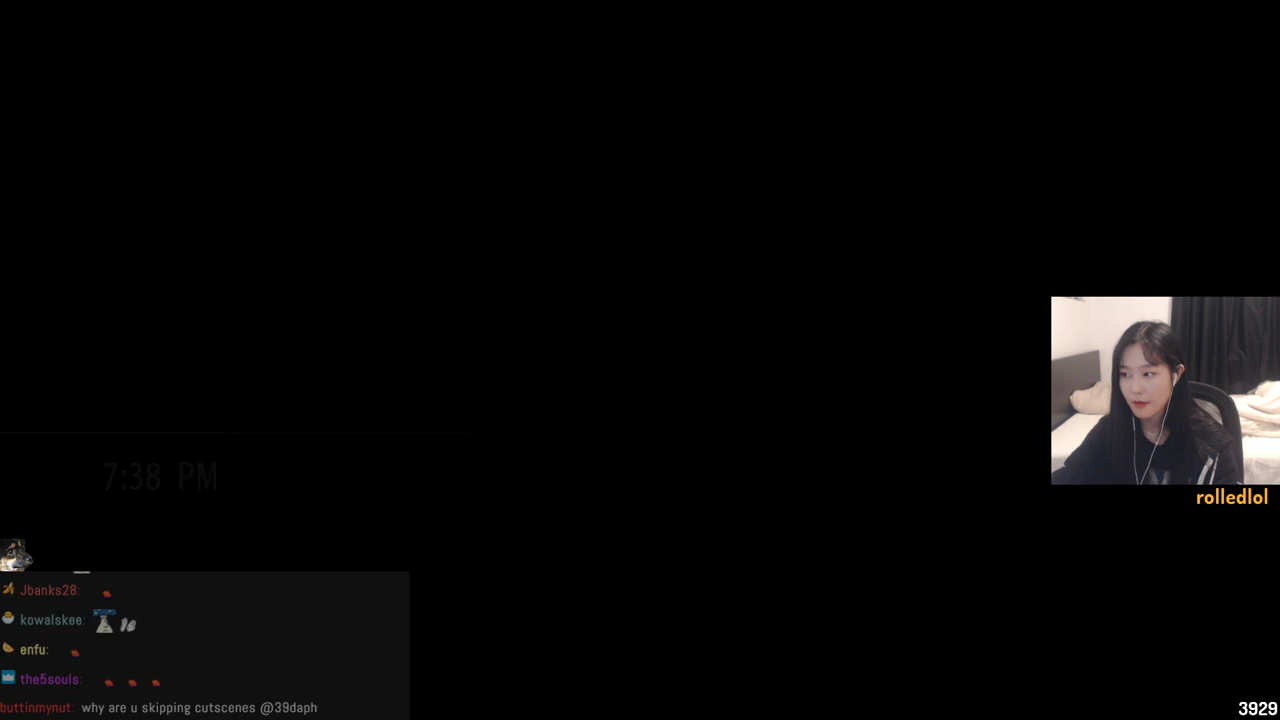 7:38 PM
rolledlol
Jbanks28:
kowalskee:
enfu:
the5souls:
buttinmynut: why are u skipping cutscenes @39daph
3929